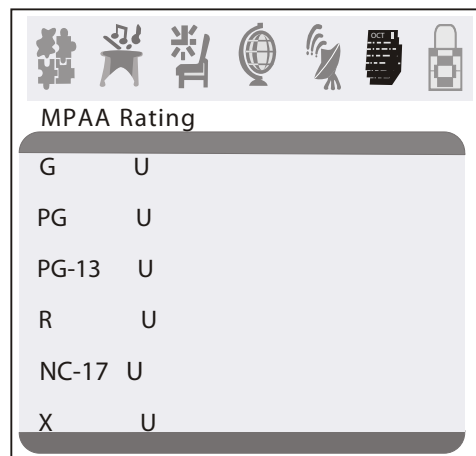 OCT
MPAA Rating
G U
PG U
PG-13 U
R U
NC-17 U
X U